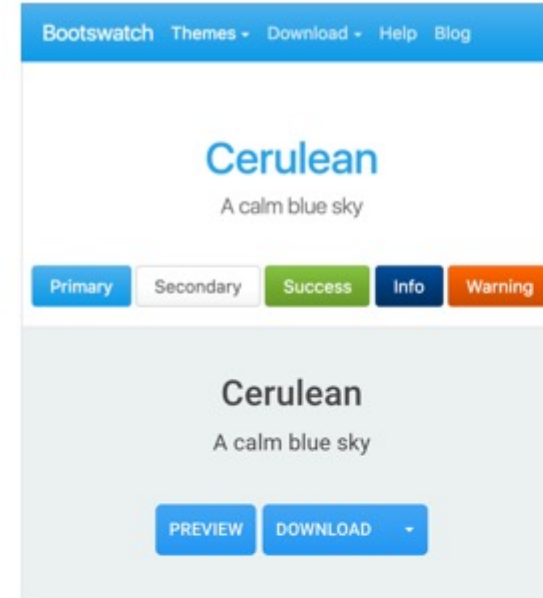 Bootswatch Themes Download Help Blog
Cerulean
A calm blue sky
Primary Secondary Success Info Warning
Cerulean
A calm blue sky
PREVIEW DOWNLOAD